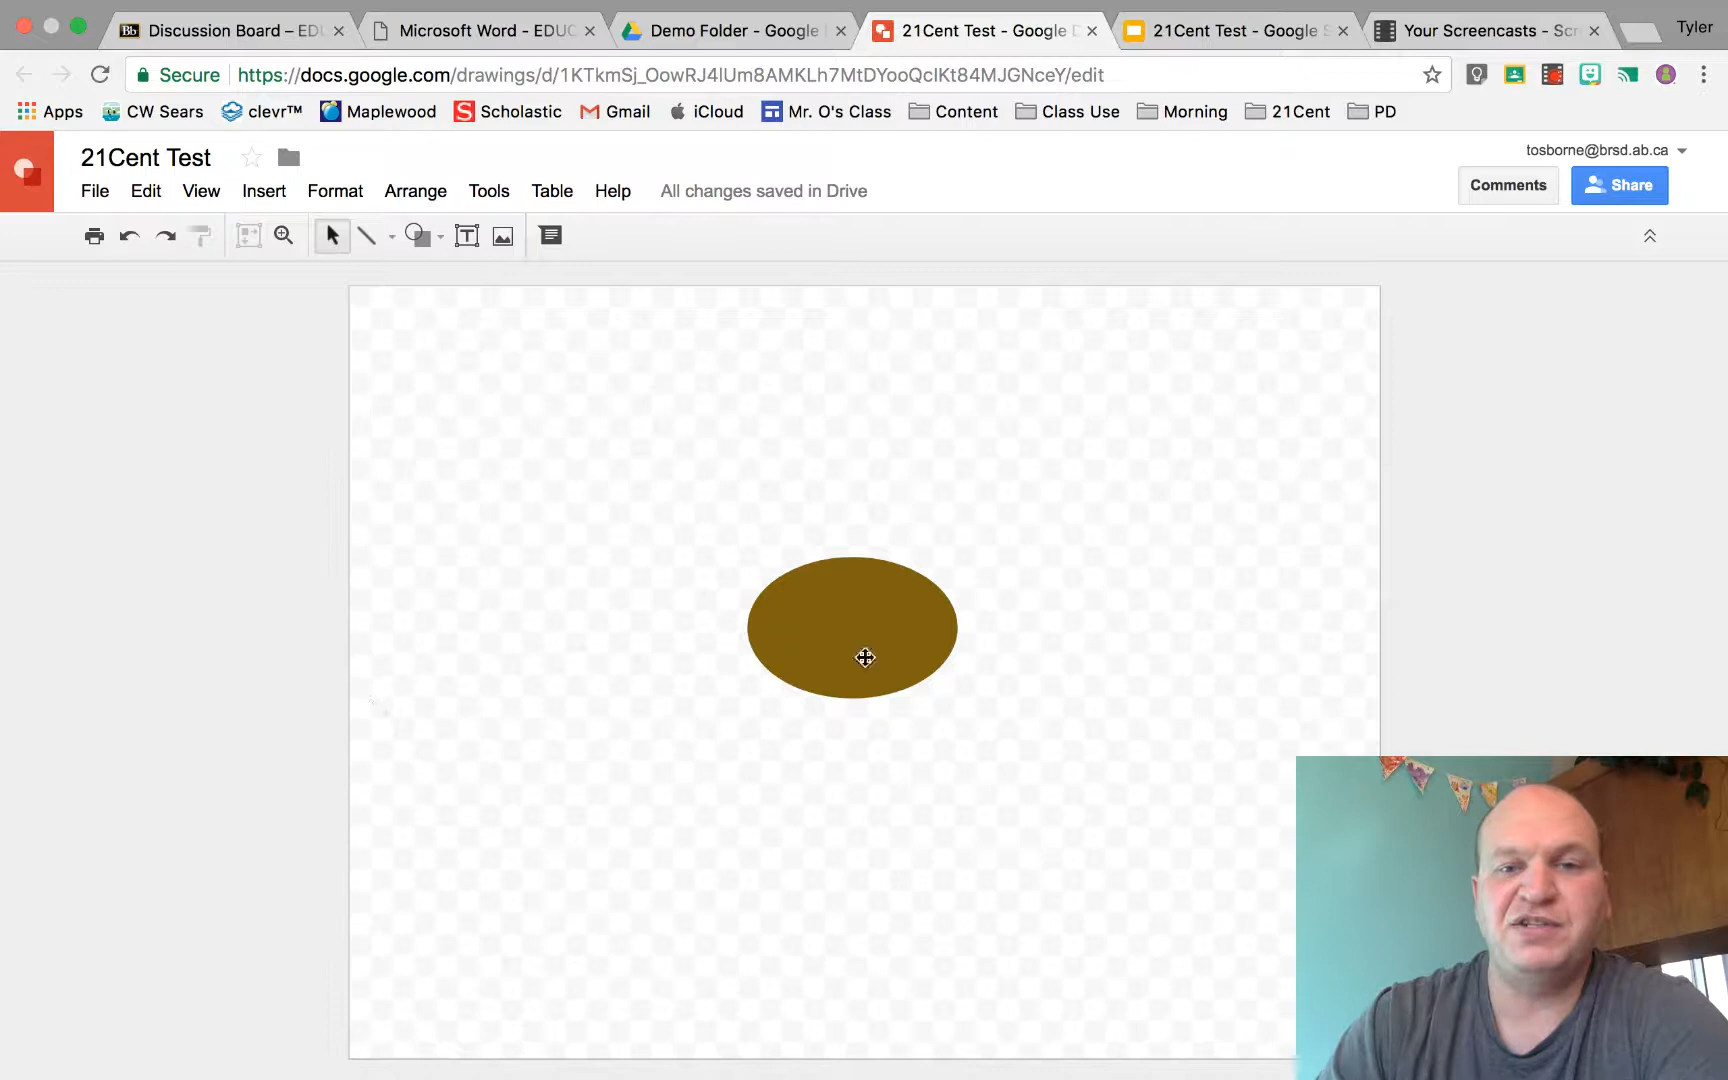 Discussion Board – EDU
Microsoft Word - EDUC
Demo Folder - Google
21Cent Test - Google D
21Cent Test - Google S
Your Screencasts - Scr
Tyler
Secure
https://docs.google.com/drawings/d/1KTkmSj_OowRJ4lUm8AMKLh7MtDYooQcIKt84MJGNceY/edit
Apps
CW Sears
clevr™
Maplewood
Scholastic
Gmail
iCloud
Mr. O's Class
Content
Class Use
Morning
21Cent
PD
21Cent Test
tosborne@brsd.ab.ca
File
Edit
View
Insert
Format
Arrange
Tools
Table
Help
All changes saved in Drive
Comments
Share